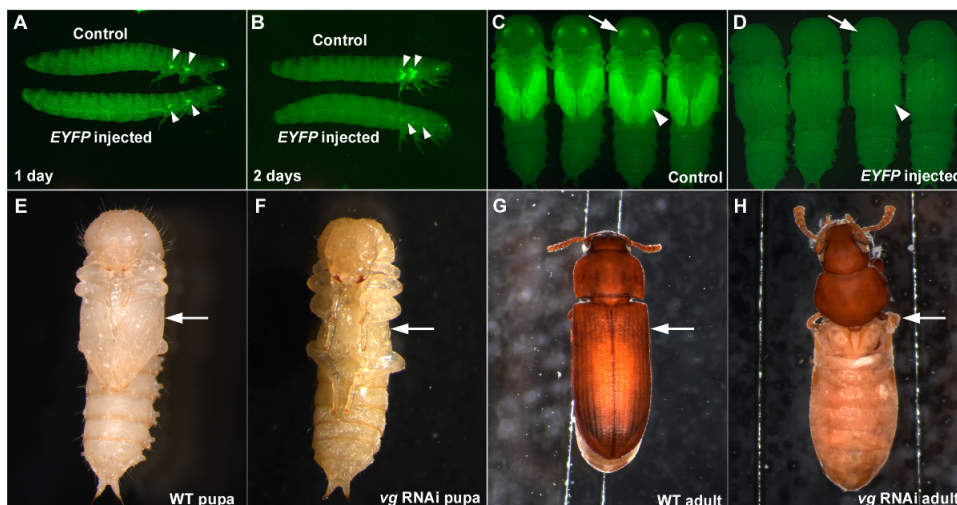 A
Control
EYFP injected
1 day
B
Control
EYFP injected
2 days
C
Control
D
EYFP injected
E
WT pupa
F
vg RNAi pupa
G
WT adult
H
vg RNAi adult